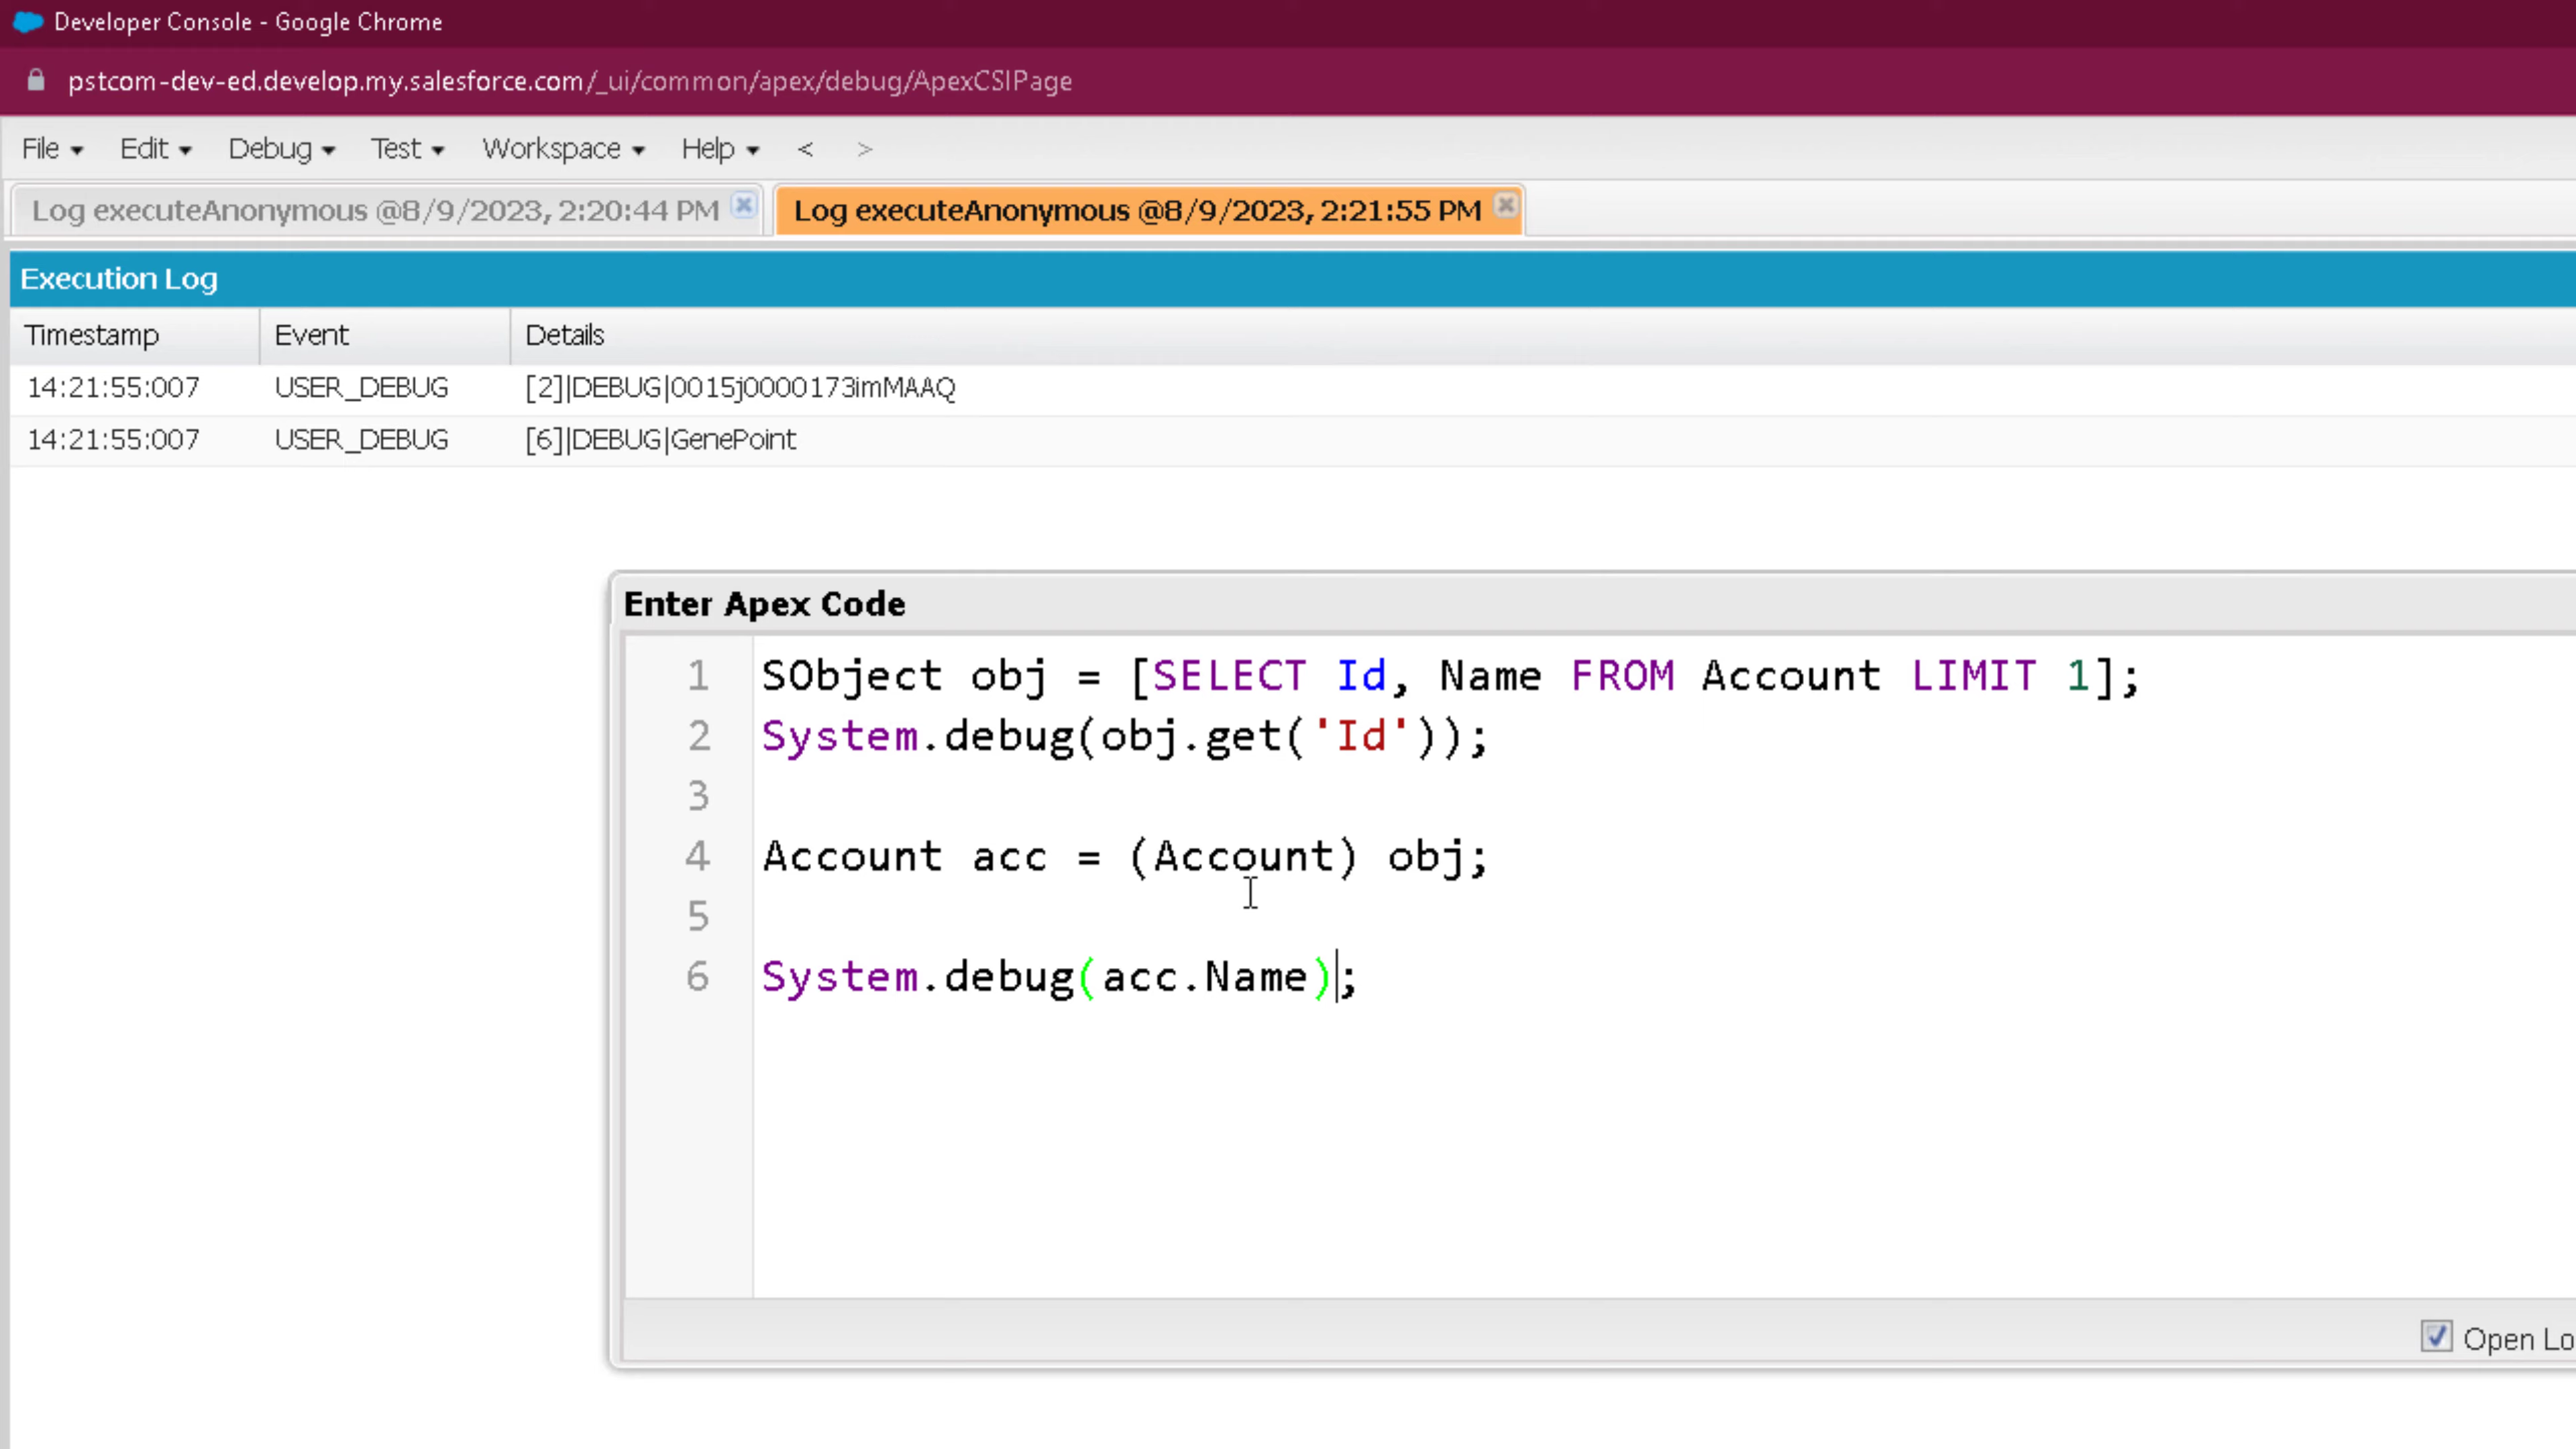 Developer Console - Google Chrome
pstcom-dev-ed.develop.my.salesforce.com/_ui/common/apex/debug/ApexCSIPage
File Edit Debug Test Workspace Help < >
Log executeAnonymous @8/9/2023, 2:20:44 PM Log executeAnonymous @8/9/2023, 2:21:55 PM
Execution Log
Timestamp Event Details
14:21:55:007 USER_DEBUG [2]|DEBUG|0015j0000173imMAAQ
14:21:55:007 USER_DEBUG [6]|DEBUG|GenePoint
Enter Apex Code
1 SObject obj = [SELECT Id, Name FROM Account LIMIT 1];
2 System.debug(obj.get('Id'));
3
4 Account acc = (Account) obj;
5
6 System.debug(acc.Name);
Open Lo